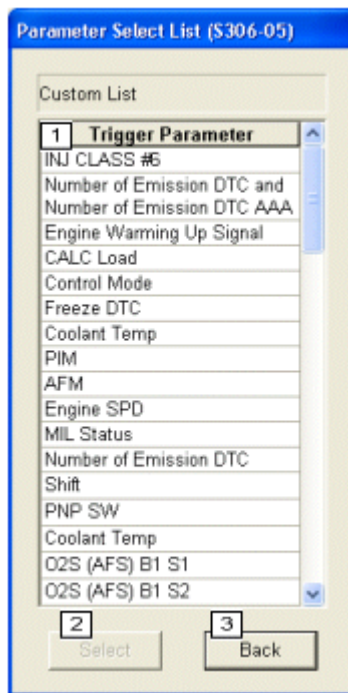 Parameter Select List (S306-05)
Custom List
1 Trigger Parameter
INJ CLASS #6
Number of Emission DTC and
Number of Emission DTC AAA
Engine Warming Up Signal
CALC Load
Control Mode
Freeze DTC
Coolant Temp
PIM
AFM
Engine SPD
MIL Status
Number of Emission DTC
Shift
PNP SW
Coolant Temp
O2S (AFS) B1 S1
O2S (AFS) B1 S2
2 3
Select Back